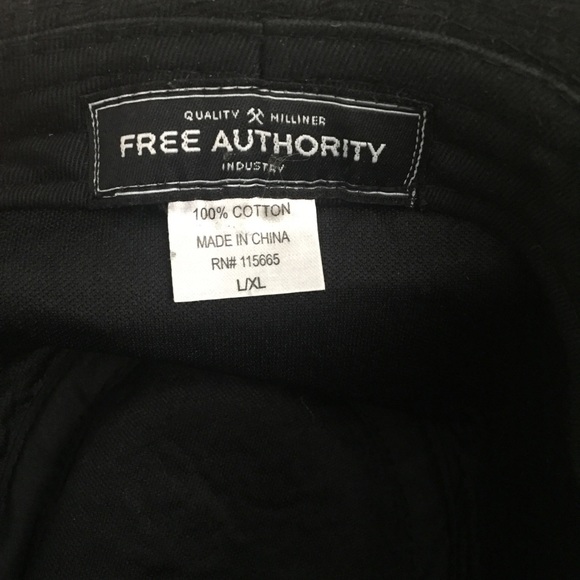 QUALITY MILLINER
FREE AUTHORITY
INDUSTRY
100% COTTON
MADE IN CHINA
RN# 115665
L/XL